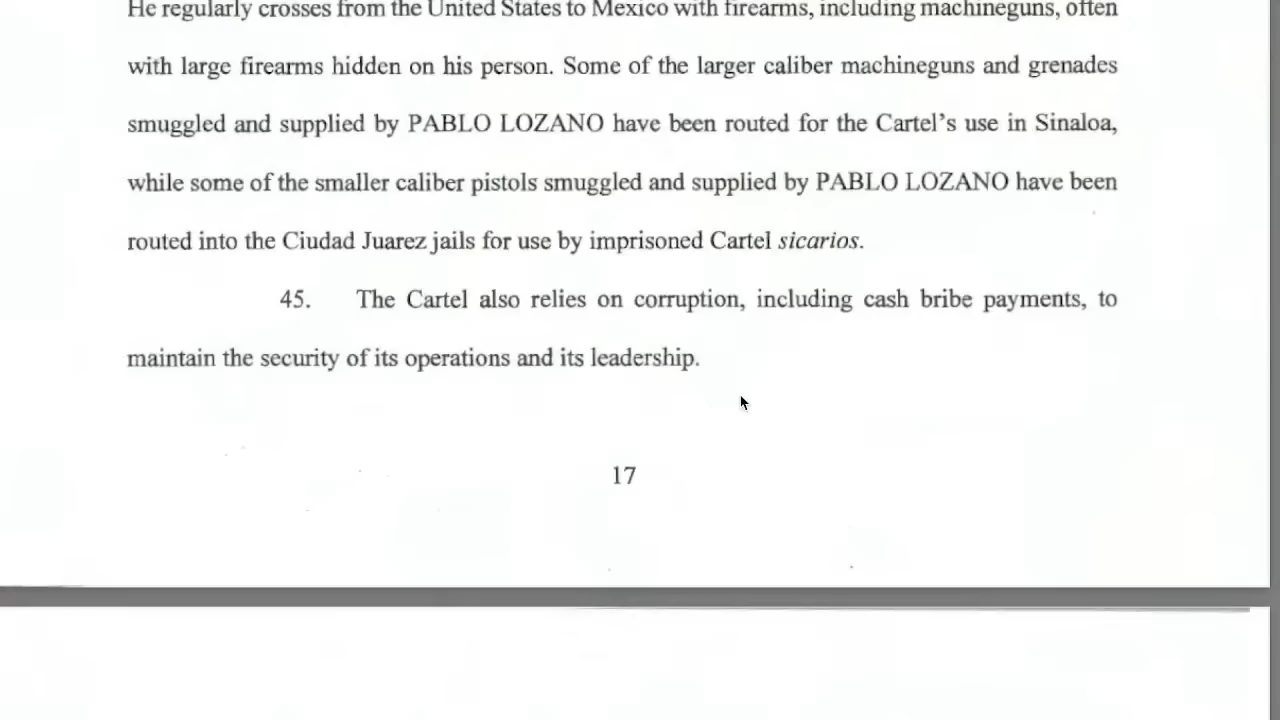 He regularly crosses from the United States to Mexico with firearms, including machineguns, often
with large firearms hidden on his person. Some of the larger caliber machineguns and grenades
smuggled and supplied by PABLO LOZANO have been routed for the Cartel’s use in Sinaloa,
while some of the smaller caliber pistols smuggled and supplied by PABLO LOZANO have been
routed into the Ciudad Juarez jails for use by imprisoned Cartel sicarios.
45. The Cartel also relies on corruption, including cash bribe payments, to
maintain the security of its operations and its leadership.
17